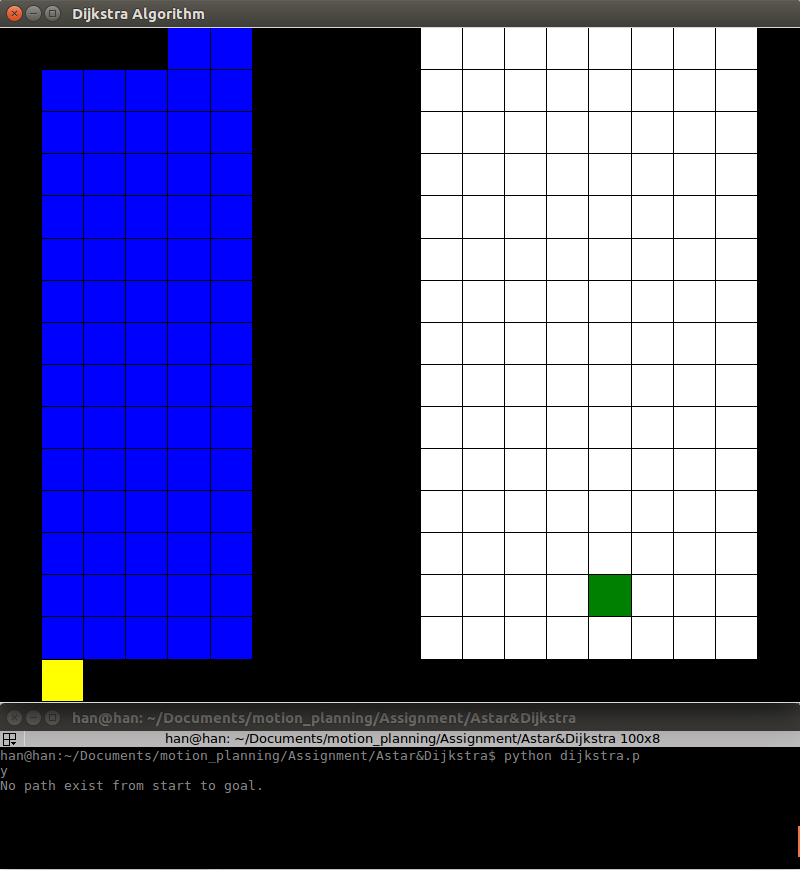 Dijkstra Algorithm
han@han: ~/Documents/motion_planning/Assignment/Astar&Dijkstra
han@han: ~/Documents/motion_planning/Assignment/Astar&Dijkstra 100x8
han@han:~/Documents/motion_planning/Assignment/Astar&Dijkstra$ python dijkstra.p
y
No path exist from start to goal.